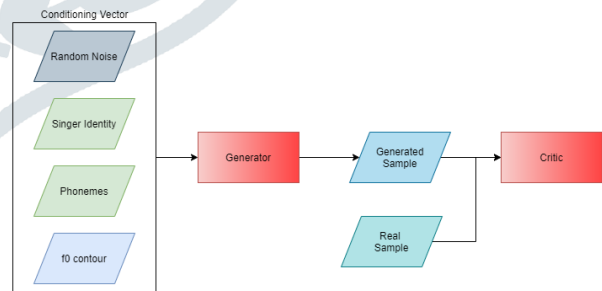 Conditioning Vector
Random Noise
Singer Identity
Phonemes
f0 contour
Generator
Generated
Sample
Real
Sample
Critic